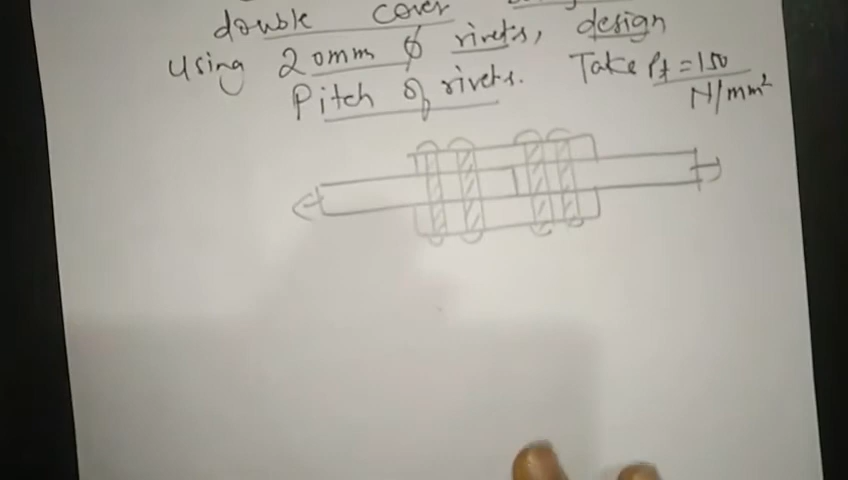 double cover
Using 20mm φ rivets, design
Pitch of rivets. Take Pt = 150
N/mm²